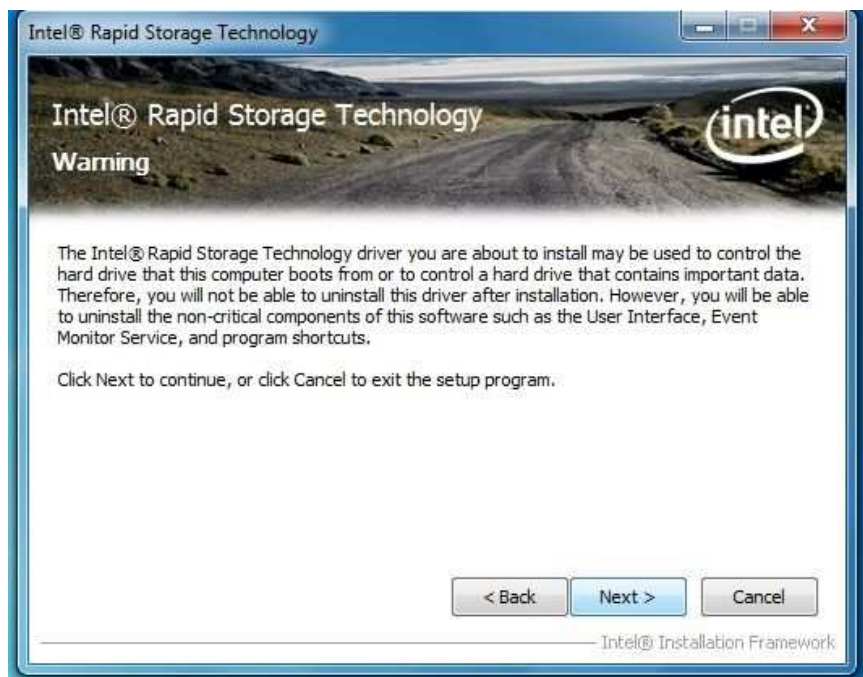 Intel® Rapid Storage Technology
Intel® Rapid Storage Technology
intel
Warning
The Intel® Rapid Storage Technology driver you are about to install may be used to control the
hard drive that this computer boots from or to control a hard drive that contains important data.
Therefore, you will not be able to uninstall this driver after installation. However, you will be able
to uninstall the non-critical components of this software such as the User Interface, Event
Monitor Service, and program shortcuts.
Click Next to continue, or click Cancel to exit the setup program.
< Back Next > Cancel
Intel® Installation Framework